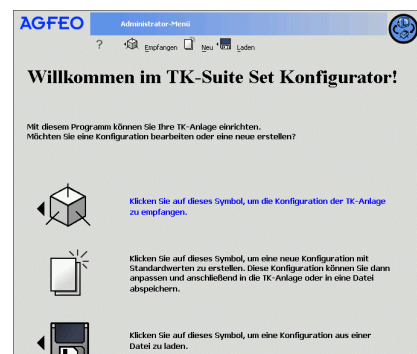 AGFEO
Administrator-Menü
? Empfangen Neu Laden
Willkommen im TK-Suite Set Konfigurator!
Mit diesem Programm können Sie Ihre TK-Anlage einrichten.
Möchten Sie eine Konfiguration bearbeiten oder eine neue erstellen?
Klicken Sie auf dieses Symbol, um die Konfiguration der TK-Anlage
zu empfangen.
Klicken Sie auf dieses Symbol, um eine neue Konfiguration mit
Standardwerten zu erstellen. Diese Konfiguration können Sie dann
anpassen und anschließend in die TK-Anlage oder in eine Datei
abspeichern.
Klicken Sie auf dieses Symbol, um eine Konfiguration aus einer
Datei zu laden.